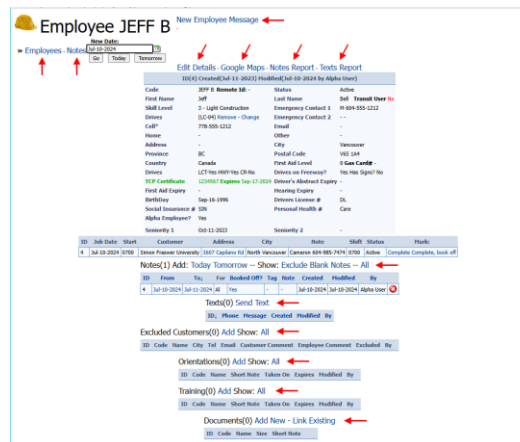 Employee JEFF B
New Employee Message
New Date:
» Employees - Notes
Jul-10-2024
Go Today Tomorrow
Edit Details - Google Maps - Notes Report - Texts Report
ID(4) Created(Jul-11-2023) Modified(Jul-10-2024 by Alpha User)
Code JEFF B Remote Id: - Status Active
First Name Jeff Last Name Bell Transit User No
Skill Level 3 - Light Construction Emergency Contact 1 M 604-555-1212
Drives (LC-04) Remove - Change Emergency Contact 2 - -
Cell* 778-555-1212 Email -
Home - Other -
Address - City Vancouver
Province BC Postal Code V6S 1A4
Country Canada First Aid Level 0 Gas Card# -
Drives LCT-Yes HWY-Yes CR-No Drives on Freeway? Yes Has Signs? No
TCP Certificate 1234567 Expires Sep-17-2024 Driver's Abstract Expiry -
First Aid Expiry - Hearing Expiry -
BirthDay Sep-16-1996 Drivers License # DL
Social Insurance # SIN Personal Health # Care
Alpha Employee? Yes
Seniority 1 Oct-11-2023 Seniority 2 -
ID Job Date Start Customer Address City Note Shift Status Markic
4 Jul-10-2024 0700 Simon Prainner University 3607 Capilano Rd North Vancouver Cameron 604-985-7474 0700 Active Complete Complete, book off
Notes(1) Add: Today Tomorrow -- Show: Exclude Blank Notes -- All
ID From To↓ For Booked Off? Tag Note Created Modified By
4 Jul-10-2024 Jul-11-2024 All Yes - - Jul-10-2024 Jul-10-2024 Alpha User
Texts(0) Send Text
ID↓ Phone Message Created Modified By
Excluded Customers(0) Add Show: All
ID Code Name City Tel Email Customer Comment Employee Comment Excluded By
Orientations(0) Add Show: All
ID Code Name Short Note Taken On Expires Modified By
Training(0) Add Show: All
ID Code Name Short Note Taken On Expires Modified By
Documents(0) Add New - Link Existing
ID Code Name Size Short Note